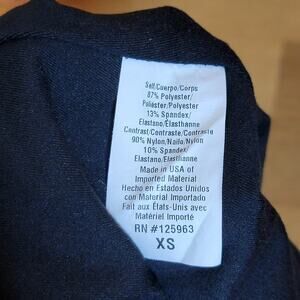 Self/Cuerpo/Corps
87% Polyester/
Poliéster/Polyester
13% Spandex/
Elastano/Élasthanne
Contrast/Contraste/Contraste
90% Nylon/Nailo/Nylon
10% Spandex/
Elastano/Élasthanne
Made in USA of
Imported Material
Hecho en Estados Unidos
con Material Importado
Fait aux États-Unis avec
Matériel Importé
RN #125963
XS